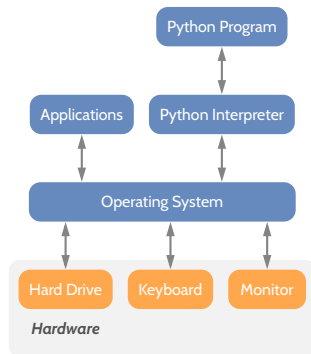 Python Program
Applications
Python Interpreter
Operating System
Hard Drive
Keyboard
Monitor
Hardware